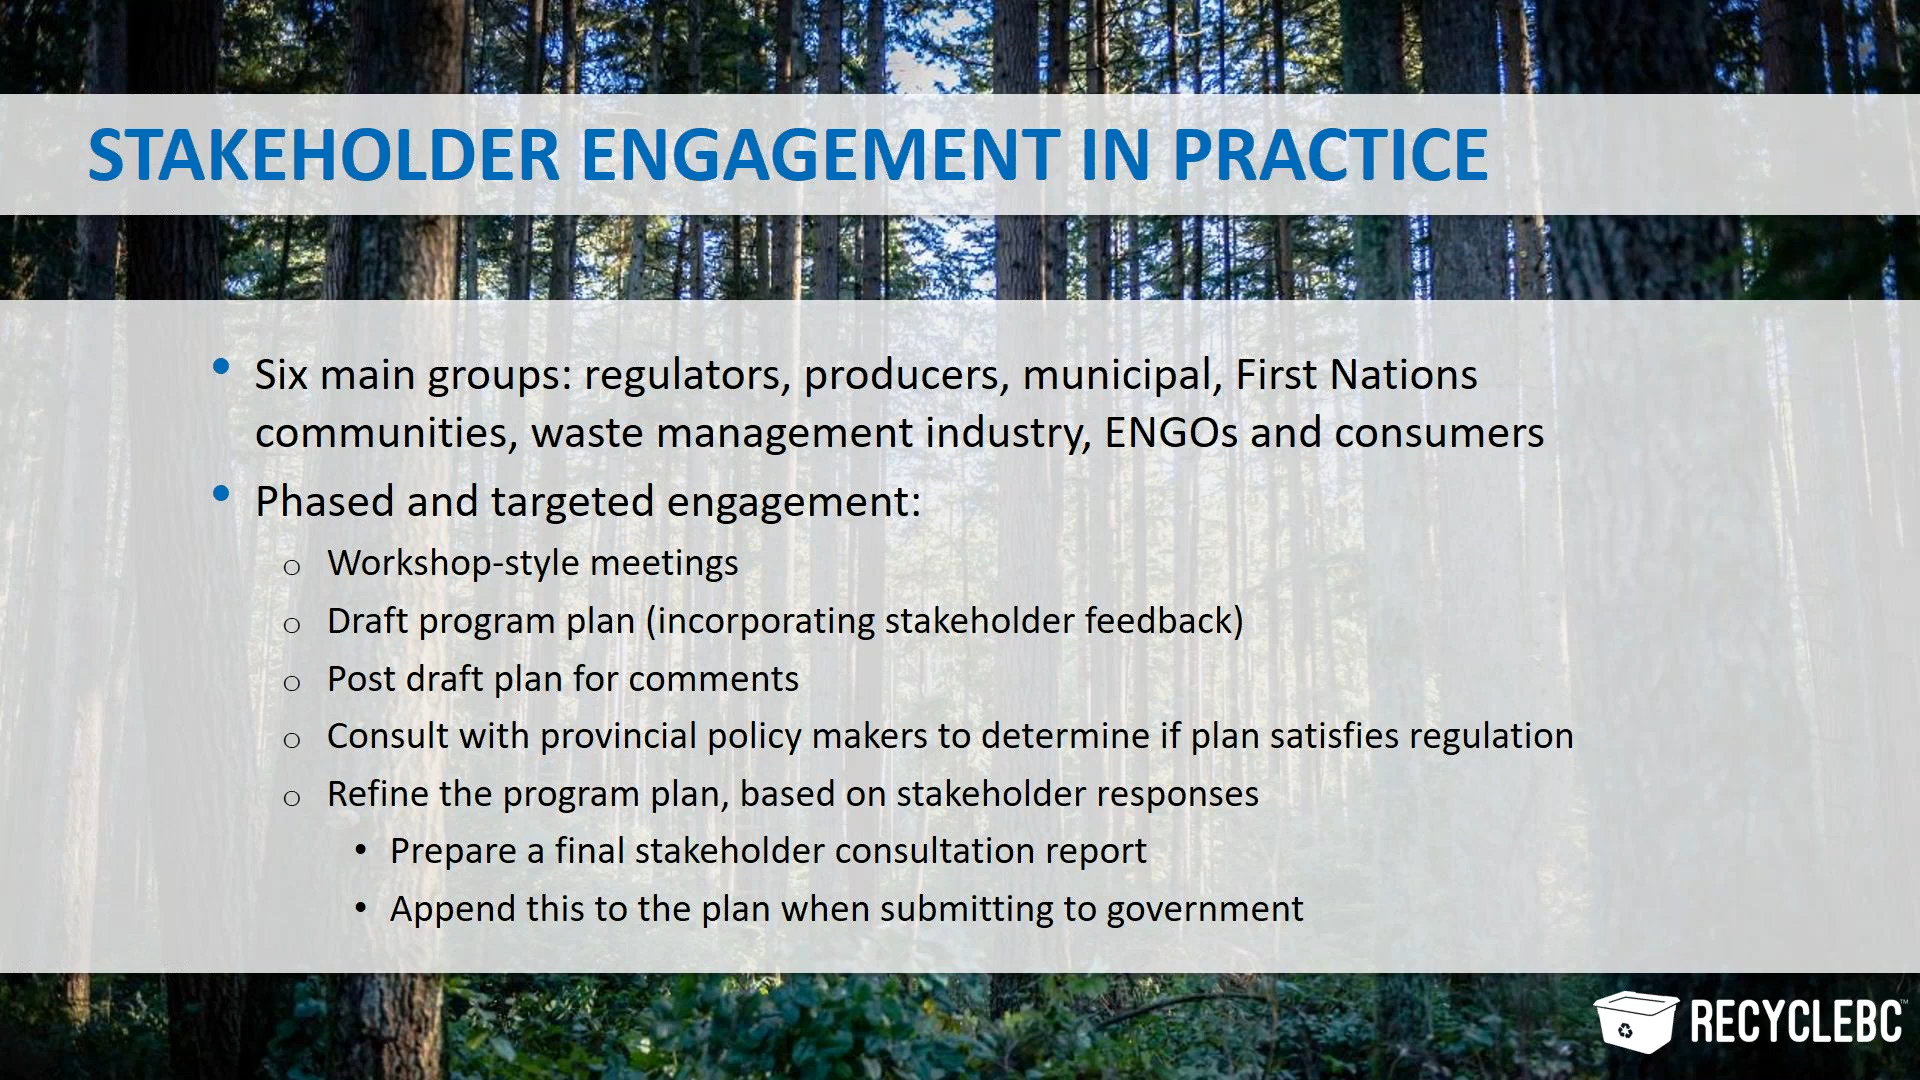 STAKEHOLDER ENGAGEMENT IN PRACTICE
• Six main groups: regulators, producers, municipal, First Nations
communities, waste management industry, ENGOs and consumers
• Phased and targeted engagement:
o Workshop-style meetings
o Draft program plan (incorporating stakeholder feedback)
o Post draft plan for comments
o Consult with provincial policy makers to determine if plan satisfies regulation
o Refine the program plan, based on stakeholder responses
• Prepare a final stakeholder consultation report
• Append this to the plan when submitting to government
RECYCLEBC™